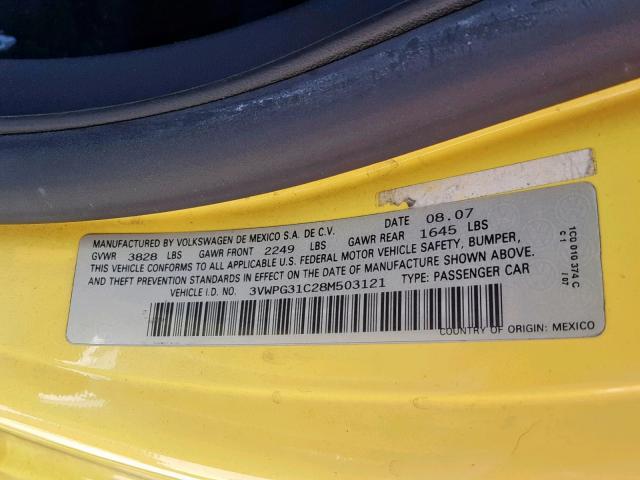 MANUFACTURED BY VOLKSWAGEN DE MEXICO S.A. DE C.V. DATE 08.07
GVWR 3828 LBS GAWR FRONT 2249 LBS GAWR REAR 1645 LBS
THIS VEHICLE CONFORMS TO ALL APPLICABLE U.S. FEDERAL MOTOR VEHICLE SAFETY, BUMPER,
AND THEFT PREVENTION STANDARDS IN EFFECT ON THE DATE OF MANUFACTURE SHOWN ABOVE.
VEHICLE I.D. NO. 3VWPG31C28M503121 TYPE: PASSENGER CAR
COUNTRY OF ORIGIN: MEXICO
1C0 010 374 C
C1 /07